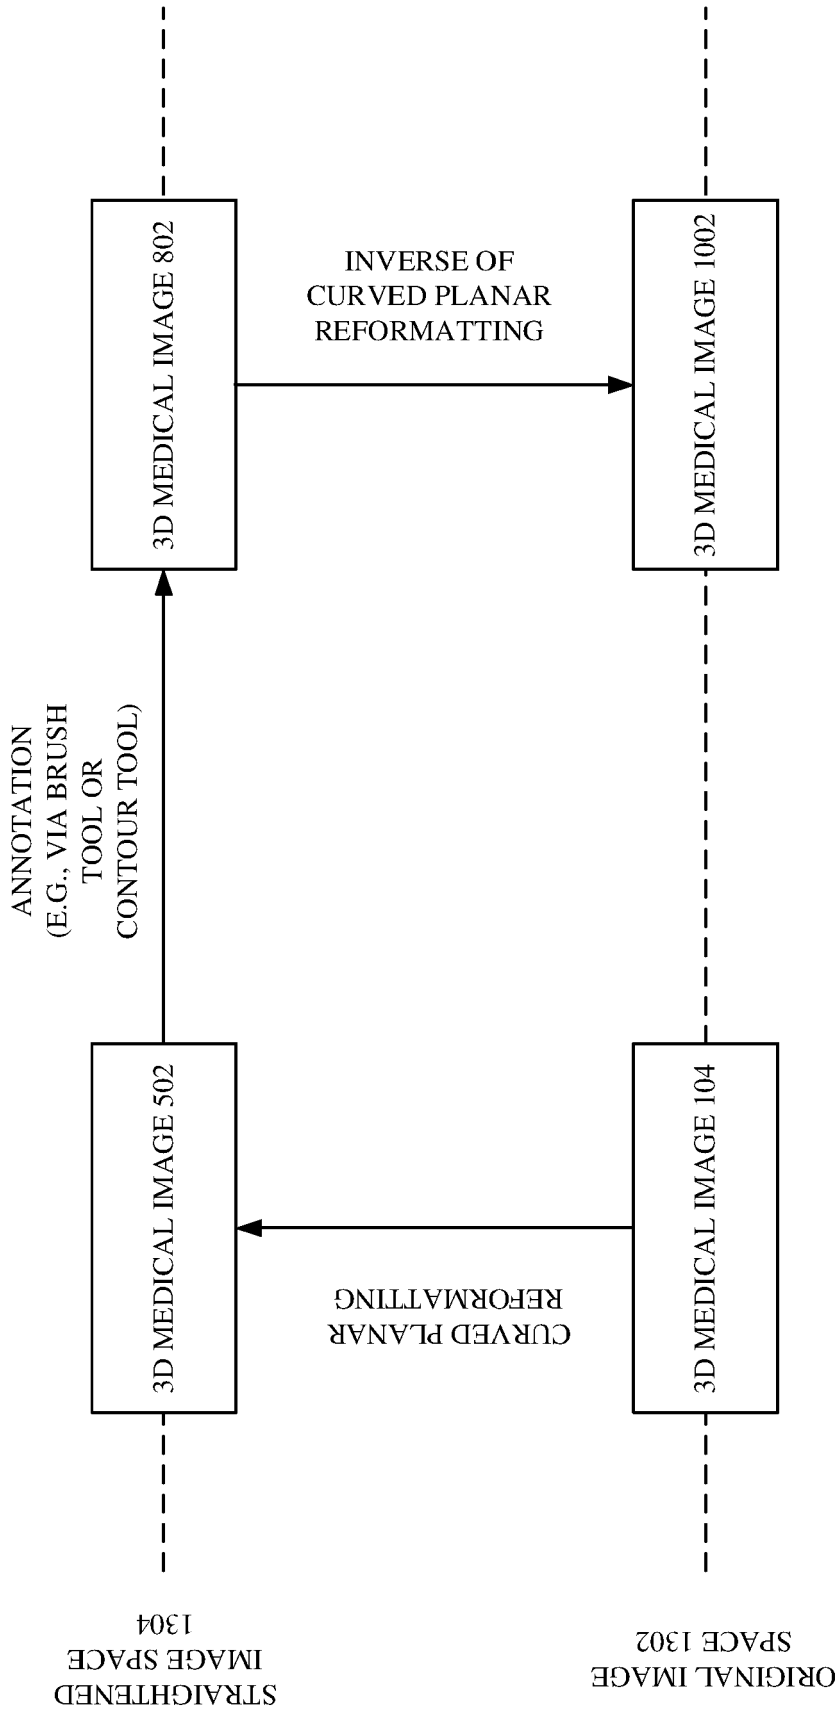 ANNOTATION
(E.G., VIA BRUSH
TOOL OR
CONTOUR TOOL)
3D MEDICAL IMAGE 502
3D MEDICAL IMAGE 802
CURVED PLANAR
REFORMATTING
INVERSE OF
CURVED PLANAR
REFORMATTING
3D MEDICAL IMAGE 104
3D MEDICAL IMAGE 1002
STRAIGHTENED
IMAGE SPACE
1304
ORIGINAL IMAGE
SPACE 1302